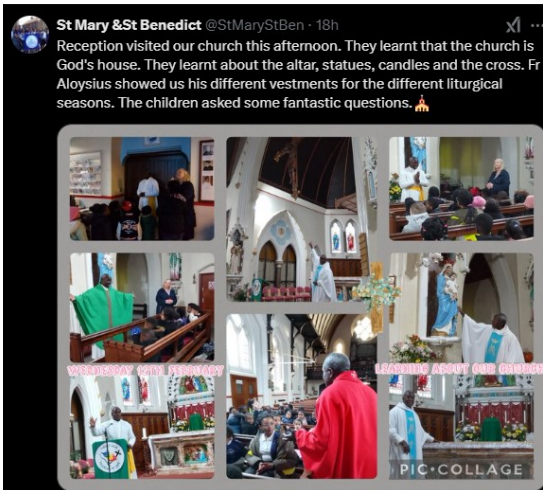 St Mary &St Benedict @StMaryStBen · 18h
Reception visited our church this afternoon. They learnt that the church is
God's house. They learnt about the altar, statues, candles and the cross. Fr
Aloysius showed us his different vestments for the different liturgical
seasons. The children asked some fantastic questions.
WEDNESDAY 12TH FEBRUARY
LEARNING ABOUT OUR CHURCH
PIC•COLLAGE